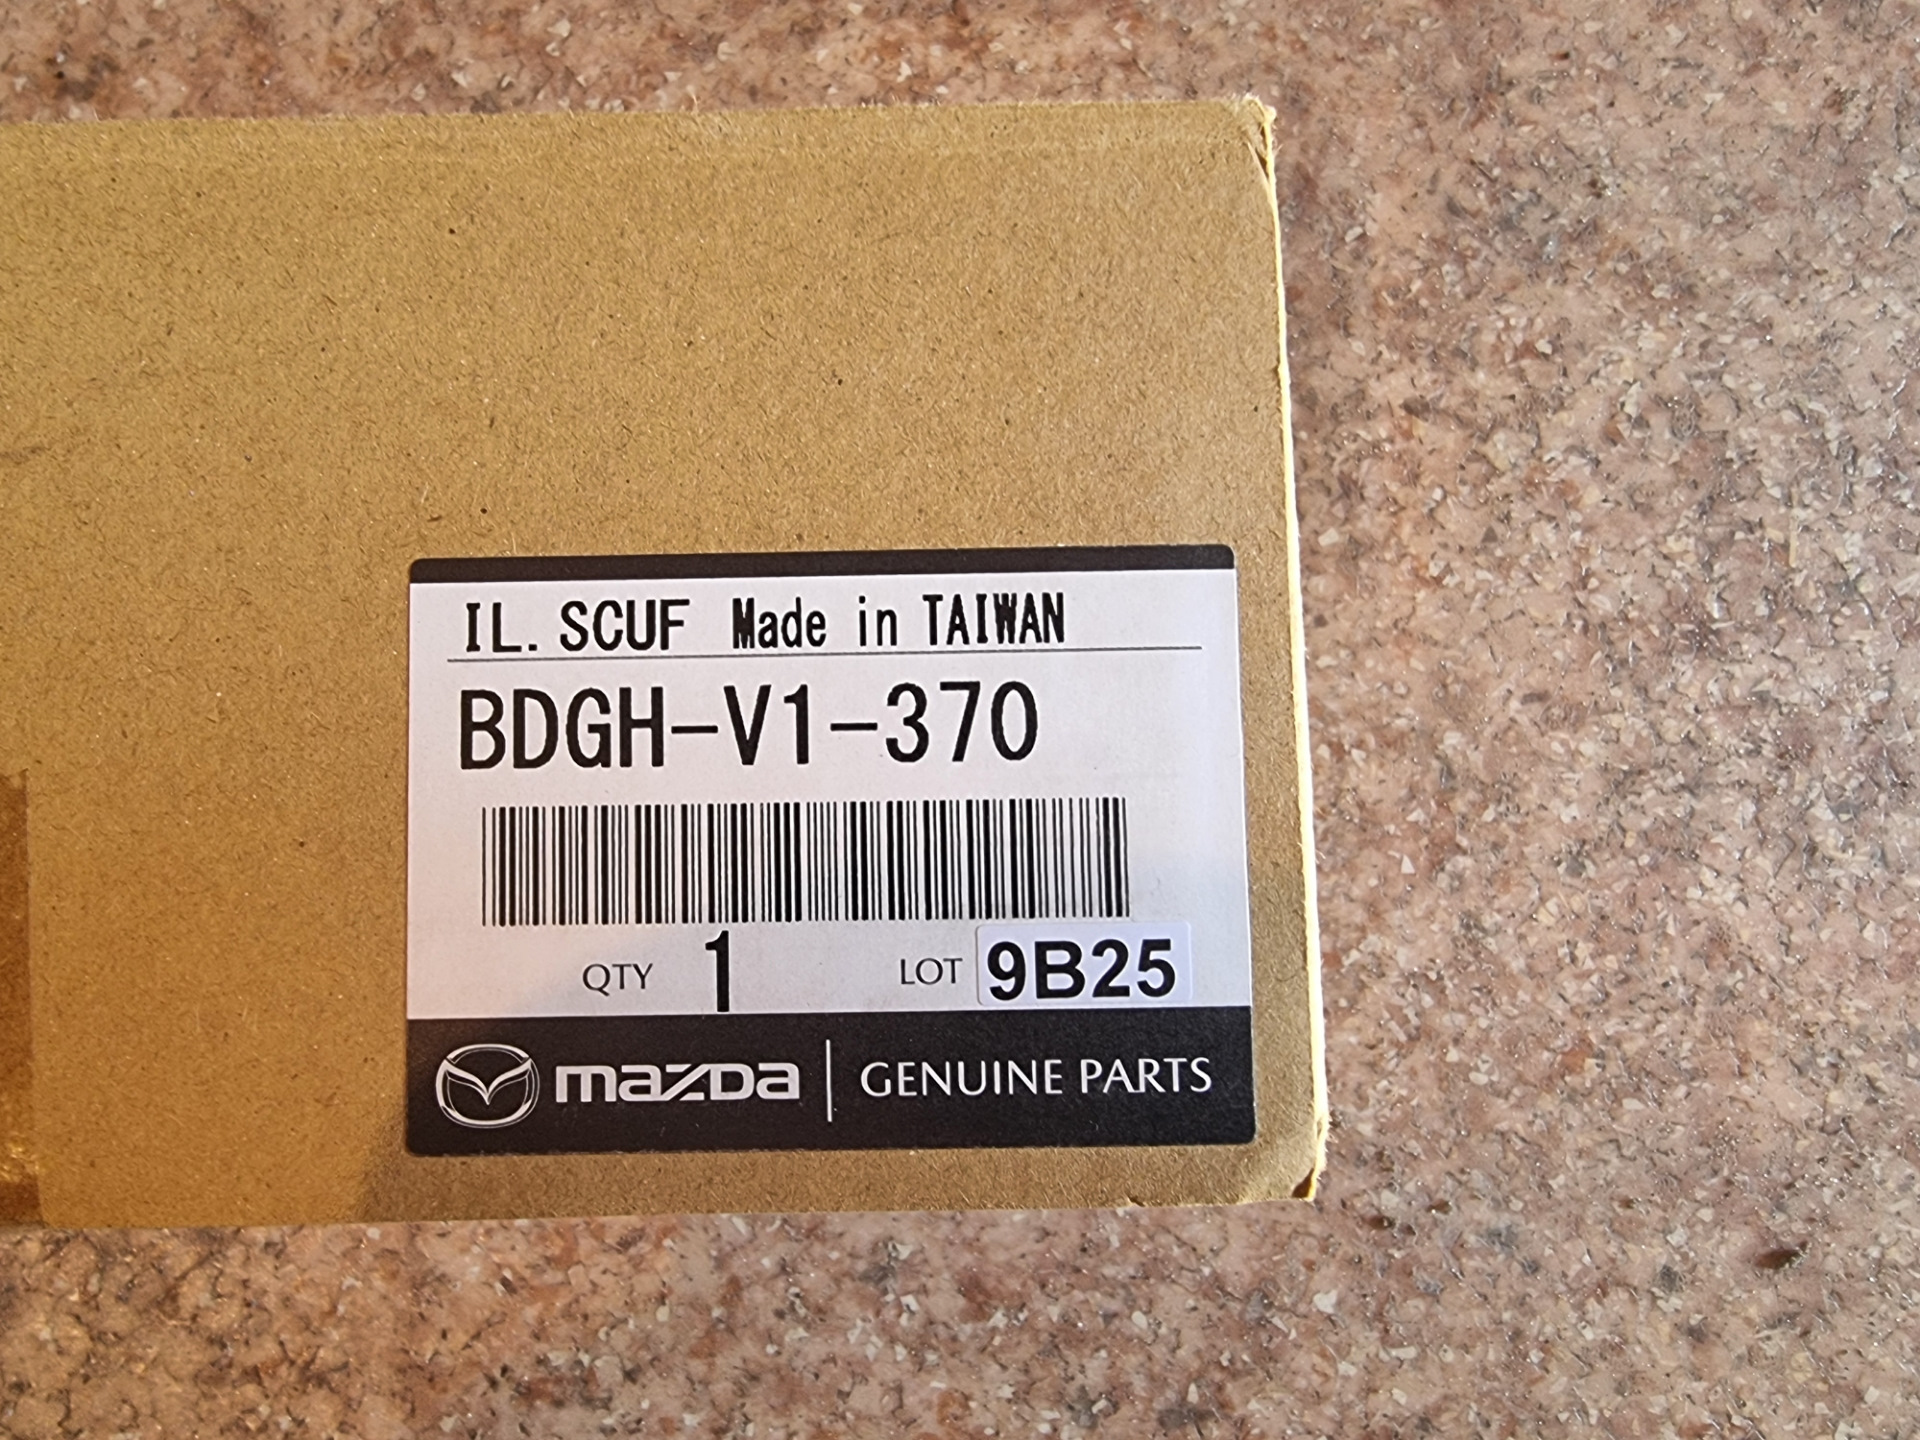 IL. SCUF Made in TAIWAN
BDGH-V1-370
QTY 1 LOT 9B25
mazda GENUINE PARTS